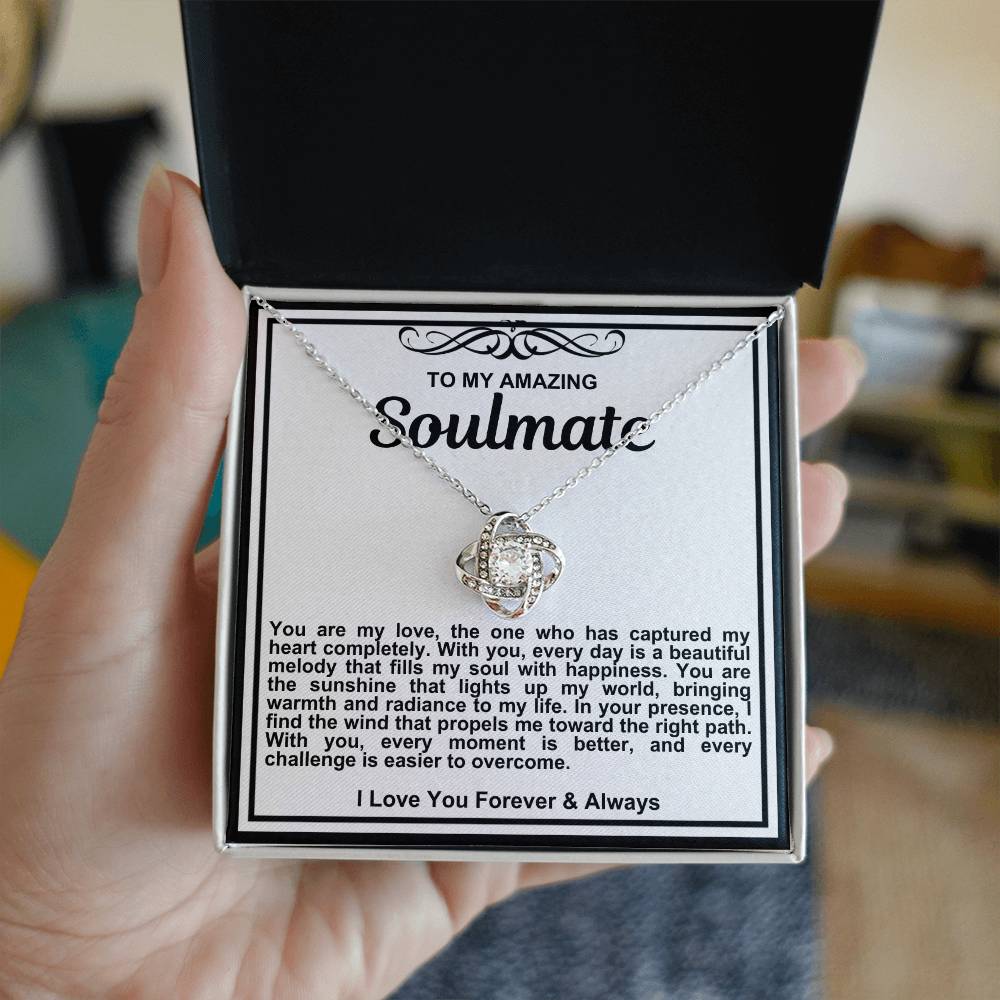 TO MY AMAZING
Soulmate
You are my love, the one who has captured my
heart completely. With you, every day is a beautiful
melody that fills my soul with happiness. You are
the sunshine that lights up my world, bringing
warmth and radiance to my life. In your presence, I
find the wind that propels me toward the right path.
With you, every moment is better, and every
challenge is easier to overcome.
I Love You Forever & Always